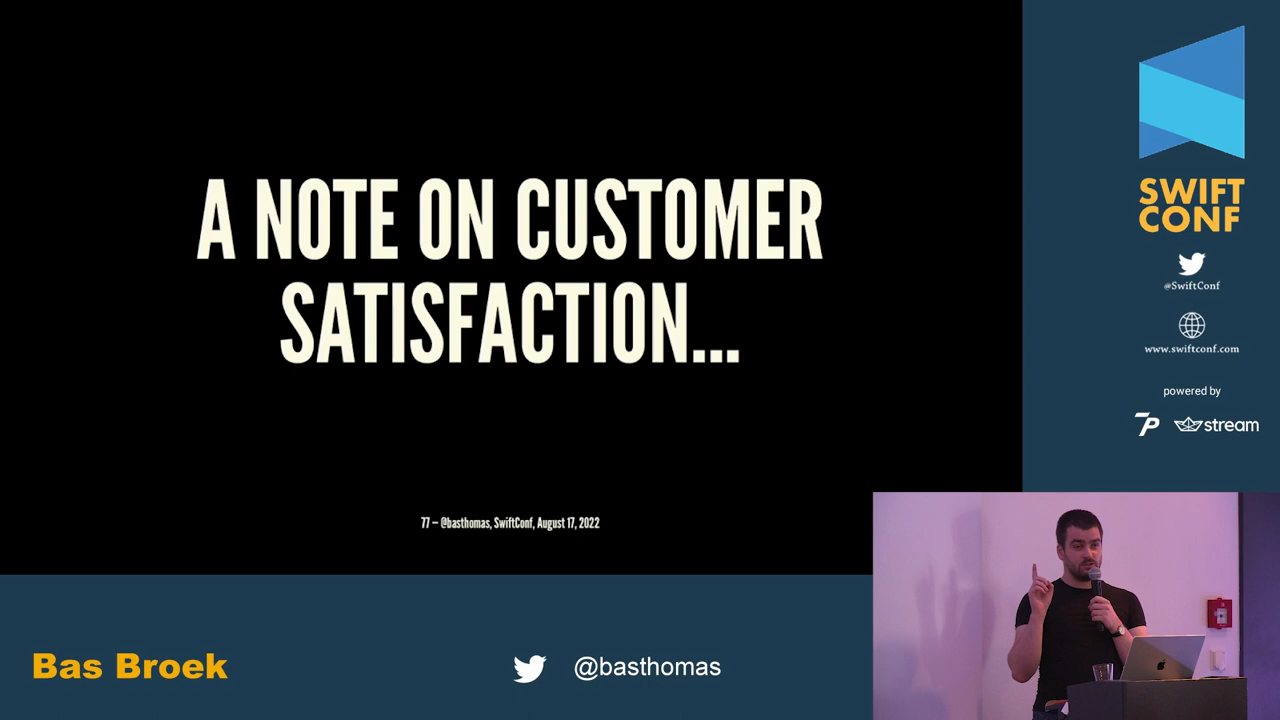 A NOTE ON CUSTOMER
SATISFACTION...
77 – @basthomas, SwiftConf, August 17, 2022
SWIFT
CONF
@SwiftConf
www.swiftconf.com
powered by
7P stream
Bas Broek
@basthomas